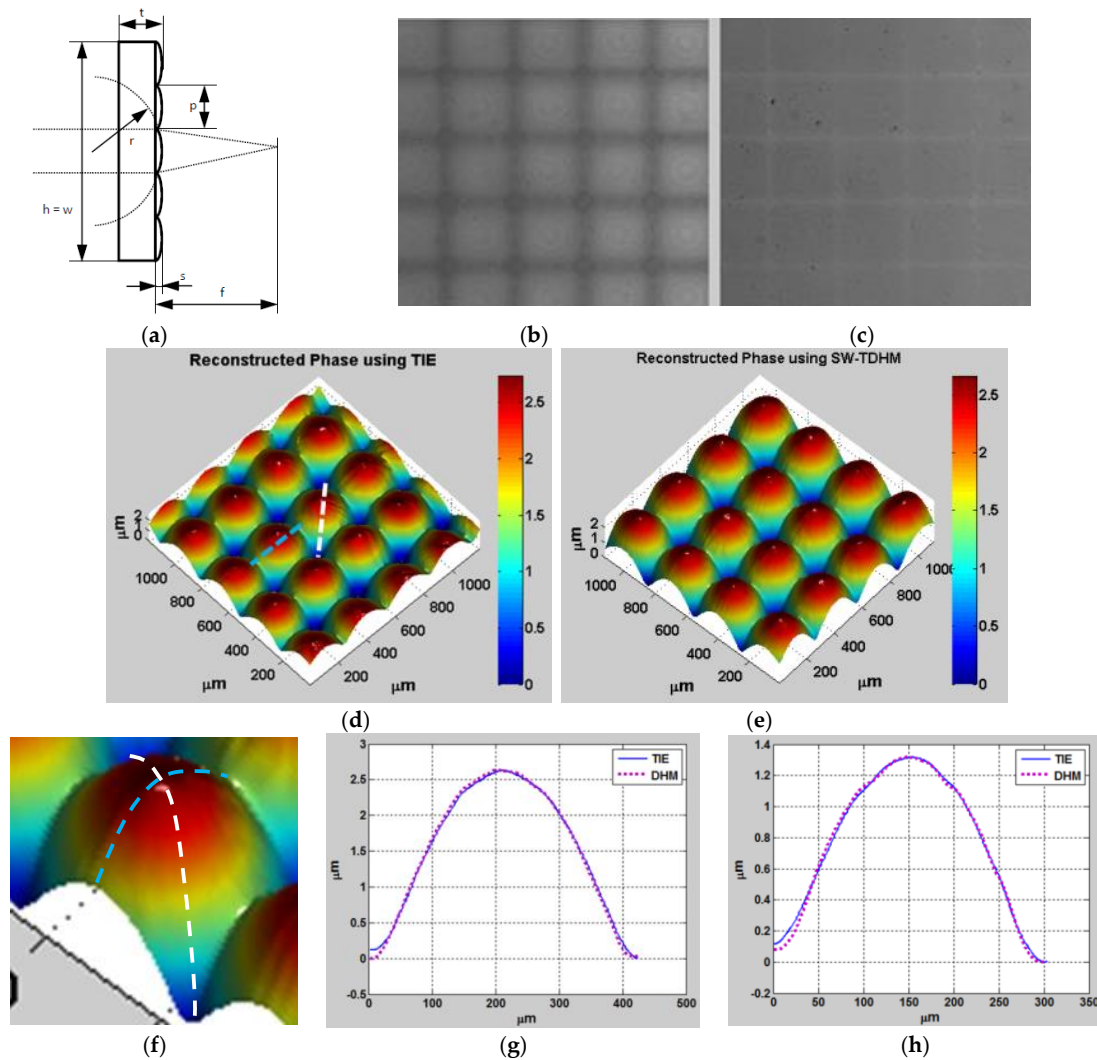 t
p
r
h = w
s
f
(a)
(b)
(c)
Reconstructed Phase using TIE
2.5
2
1.5
1
0.5
0
2
1
0
μm
1000
800
600
400
200
μm
200
400
600
800
1000
μm
(d)
Reconstructed Phase using SW-TDHM
2.5
2
1.5
1
0.5
0
2
1
0
μm
1000
800
600
400
200
μm
200
400
600
800
1000
μm
(e)
(f)
TIE
DHM
3
2.5
2
1.5
1
0.5
0
-0.5
μm
0 100 200 300 400 500
μm
(g)
TIE
DHM
1.4
1.2
1
0.8
0.6
0.4
0.2
0
-0.2
μm
0 50 100 150 200 250 300 350
μm
(h)